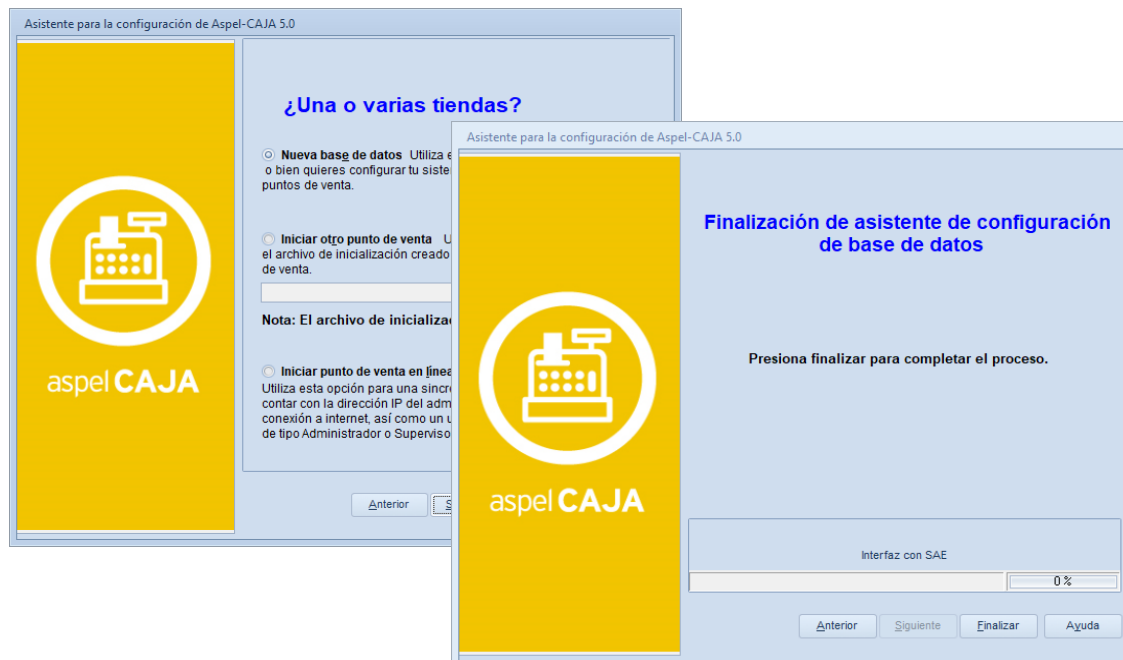 Asistente para la configuración de Aspel-CAJA 5.0
¿Una o varias tiendas?
Nueva base de datos Utiliza
o bien quieres configurar tu
puntos de venta.
Iniciar otro punto de venta
el archivo de inicialización creado
de venta.
Nota: El archivo de
Iniciar punto de venta en línea
Utiliza esta opción para una
contar con la dirección IP del
conexión a internet, así como un
de tipo Administrador o
aspel CAJA
Anterior
Asistente para la configuración de Aspel-CAJA 5.0
Finalización de asistente de configuración
de base de datos
Presiona finalizar para completar el proceso.
aspel CAJA
Interfaz con SAE
0 %
Anterior Siguiente Finalizar Ayuda